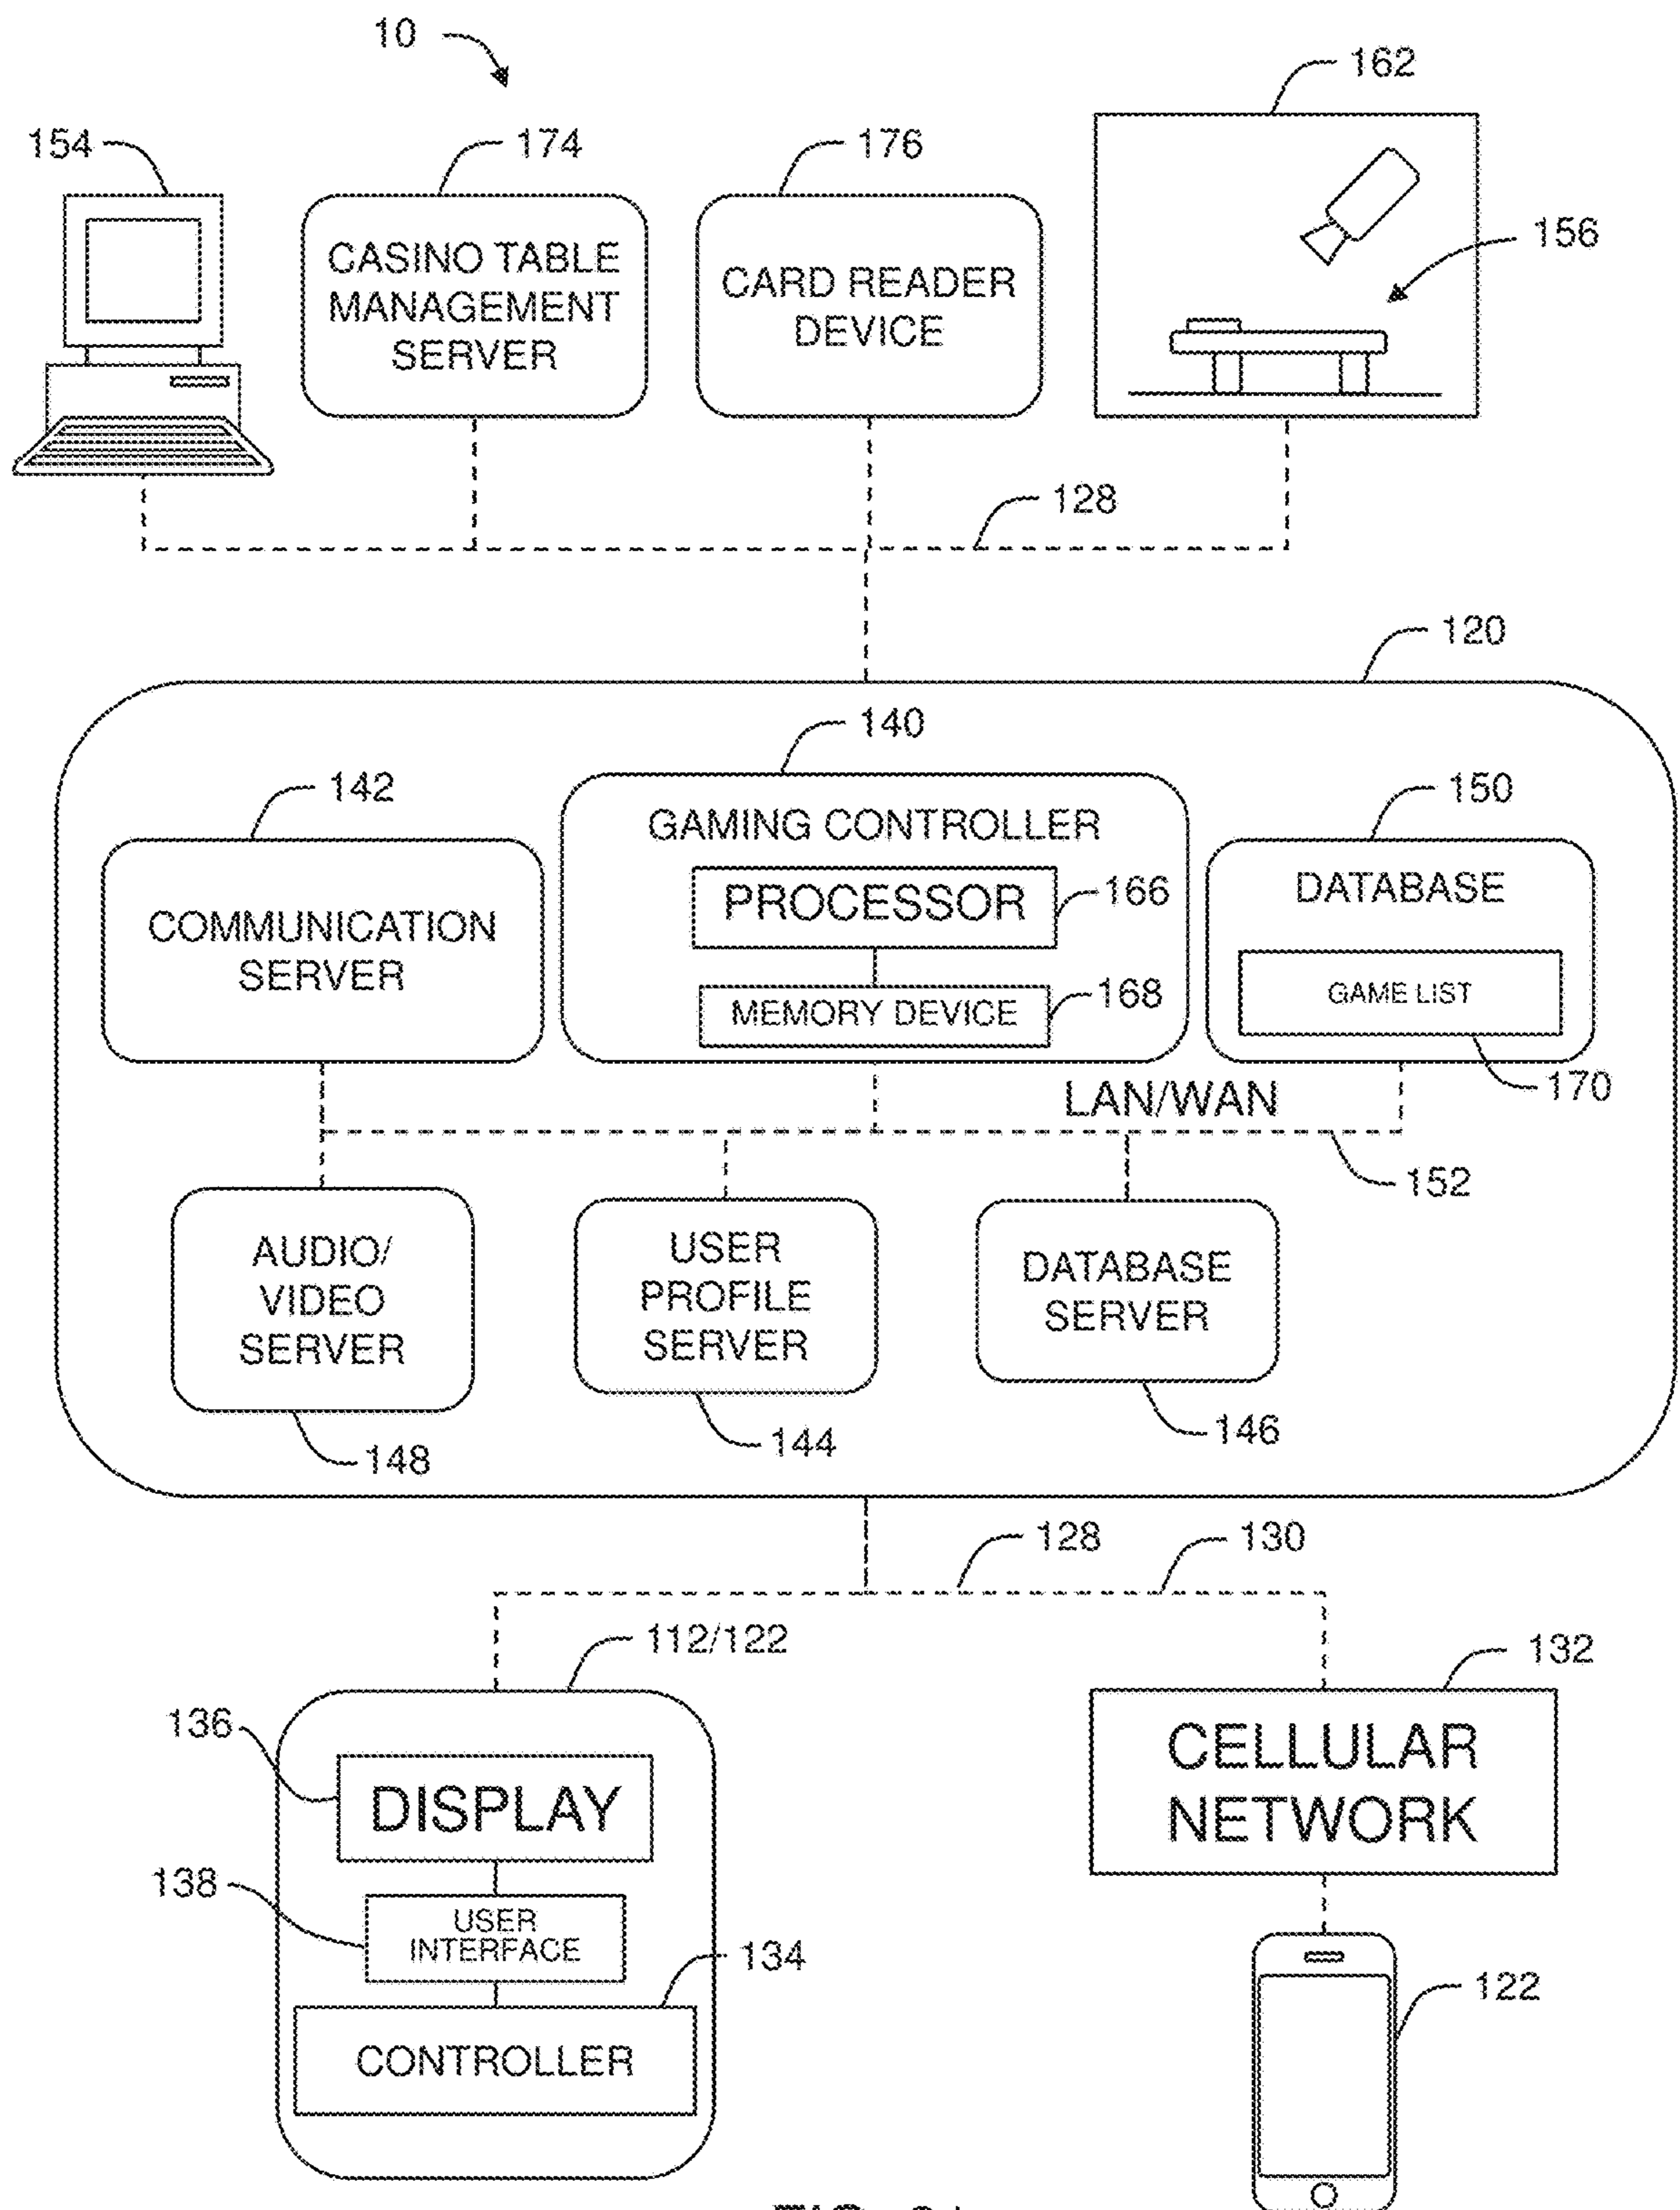 10
162
154
174
176
CASINO TABLE
MANAGEMENT
SERVER
CARD READER
DEVICE
156
128
120
140
142
150
GAMING CONTROLLER
PROCESSOR
166
DATABASE
COMMUNICATION
SERVER
MEMORY DEVICE
168
GAME LIST
170
LAN/WAN
152
AUDIO/
VIDEO
SERVER
USER
PROFILE
SERVER
DATABASE
SERVER
148
144
146
128
130
112/122
132
136
DISPLAY
CELLULAR
NETWORK
138
USER
INTERFACE
134
CONTROLLER
122